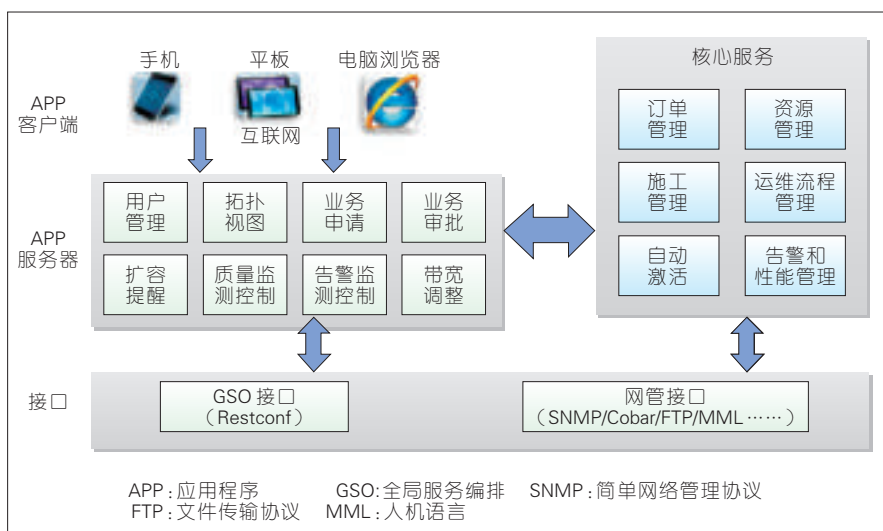 手机
平板
电脑浏览器
核心服务
APP
客户端
互联网
订单
管理
资源
管理
施工
管理
运维流程
管理
自动
激活
告警和
性能管理
APP
服务器
用户
管理
拓扑
视图
业务
申请
业务
审批
扩容
提醒
质量监
测控制
告警监
测控制
带宽
调整
接口
GSO 接口
(Restconf)
网管接口
(SNMP/Cobar/FTP/MML ……)
APP:应用程序 GSO:全局服务编排 SNMP:简单网络管理协议
FTP:文件传输协议 MML:人机语言